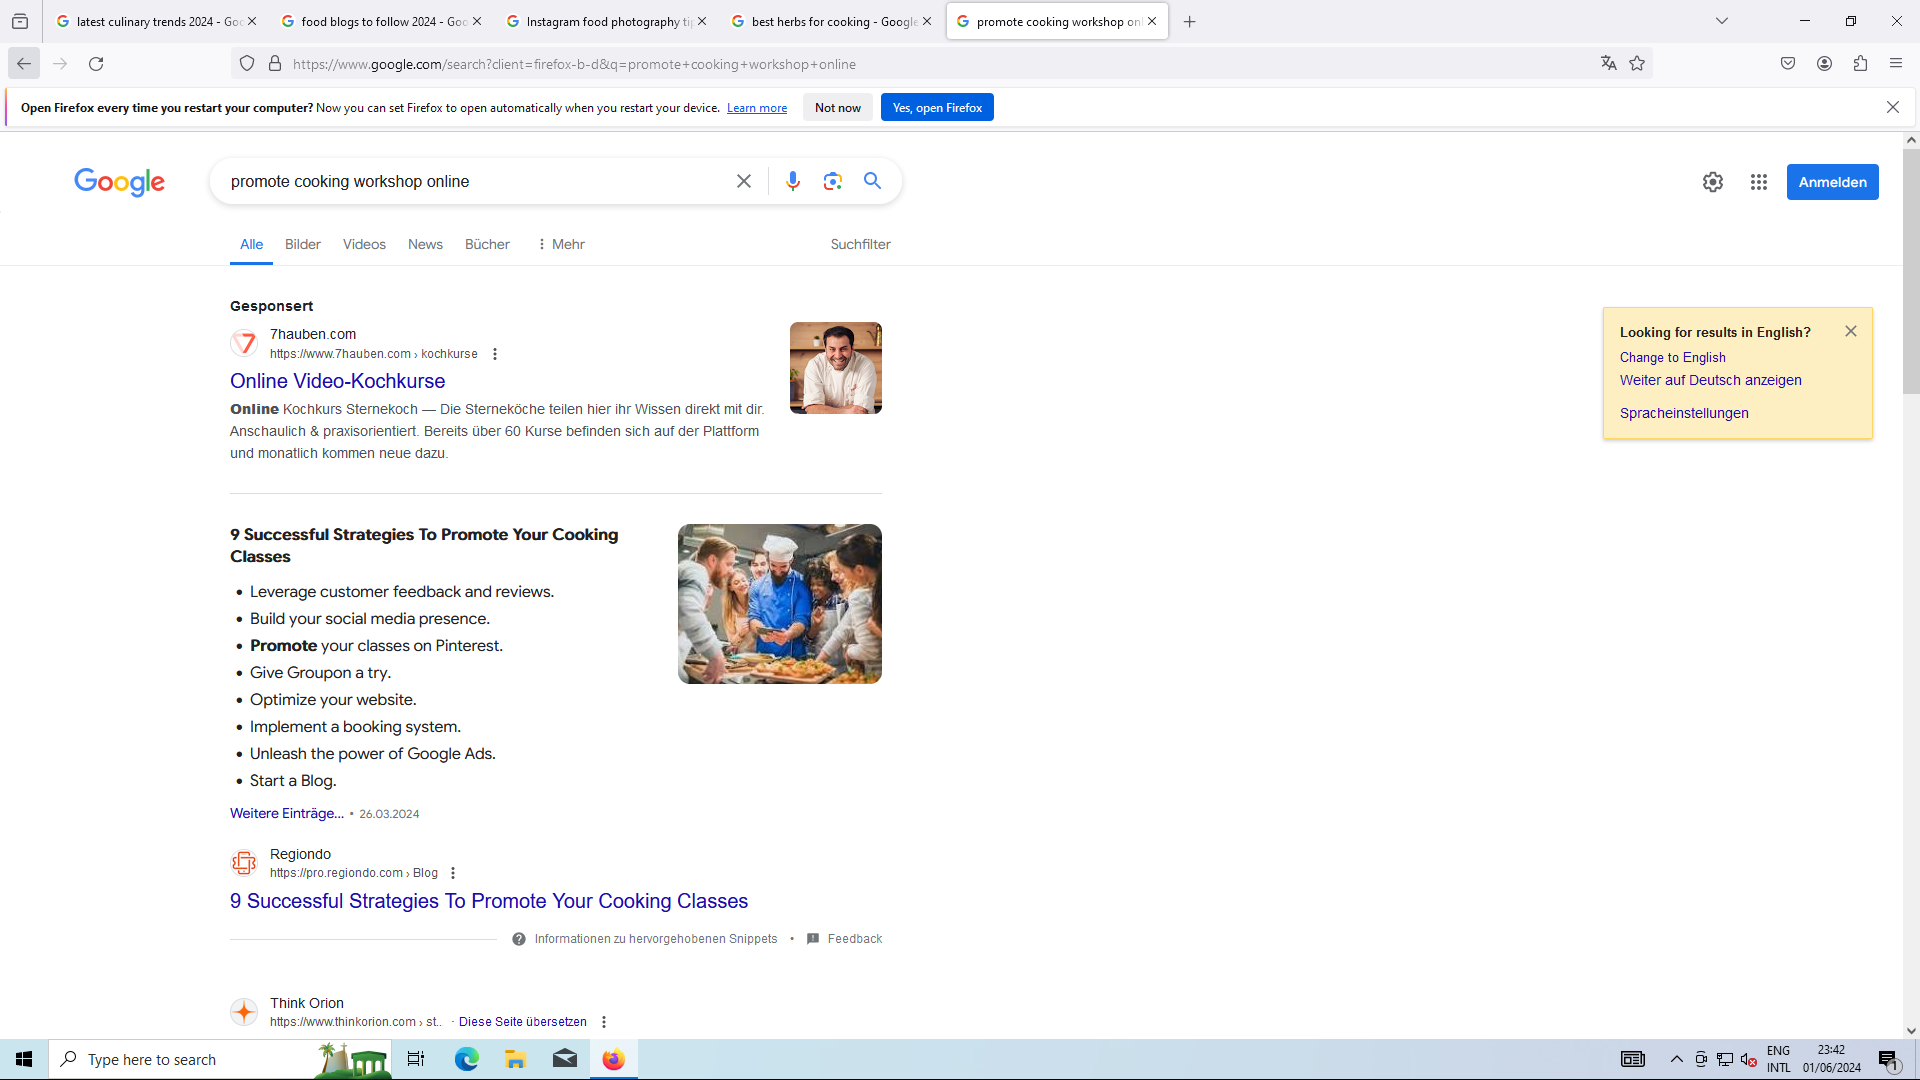 latest culinary trends 2024 - Goo
food blogs to follow 2024 - Goo
Instagram food photography tip
best herbs for cooking - Google
promote cooking workshop onl
https://www.google.com/search?client=firefox-b-d&q=promote+cooking+workshop+online
Open Firefox every time you restart your computer? Now you can set Firefox to open automatically when you restart your device. Learn more
Not now
Yes, open Firefox
Google
promote cooking workshop online
Anmelden
Alle
Bilder
Videos
News
Bücher
Mehr
Suchfilter
Gesponsert
7hauben.com
https://www.7hauben.com › kochkurse
Online Video-Kochkurse
Online Kochkurs Sternekoch — Die Sterneköche teilen hier ihr Wissen direkt mit dir.
Anschaulich & praxisorientiert. Bereits über 60 Kurse befinden sich auf der Plattform
und monatlich kommen neue dazu.
Looking for results in English?
Change to English
Weiter auf Deutsch anzeigen
Spracheinstellungen
9 Successful Strategies To Promote Your Cooking
Classes
• Leverage customer feedback and reviews.
• Build your social media presence.
• Promote your classes on Pinterest.
• Give Groupon a try.
• Optimize your website.
• Implement a booking system.
• Unleash the power of Google Ads.
• Start a Blog.
Weitere Einträge... • 26.03.2024
Regiondo
https://pro.regiondo.com › Blog
9 Successful Strategies To Promote Your Cooking Classes
Informationen zu hervorgehobenen Snippets • Feedback
Think Orion
https://www.thinkorion.com › st.. · Diese Seite übersetzen
Type here to search
ENG
INTL
23:42
01/06/2024
1